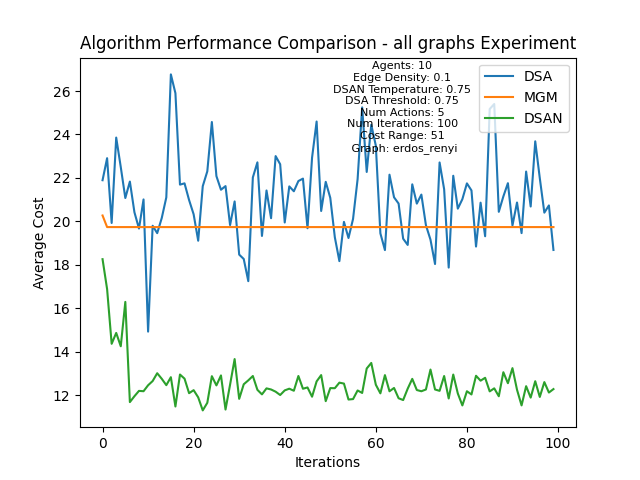 Algorithm Performance Comparison - all graphs Experiment
Agents: 10
Edge Density: 0.1
DSAN Temperature: 0.75
DSA Threshold: 0.75
Num Actions: 5
Num Iterations: 100
Cost Range: 51
Graph: erdos_renyi
DSA
MGM
DSAN
Average Cost
26
24
22
20
18
16
14
12
0
20
40
60
80
100
Iterations